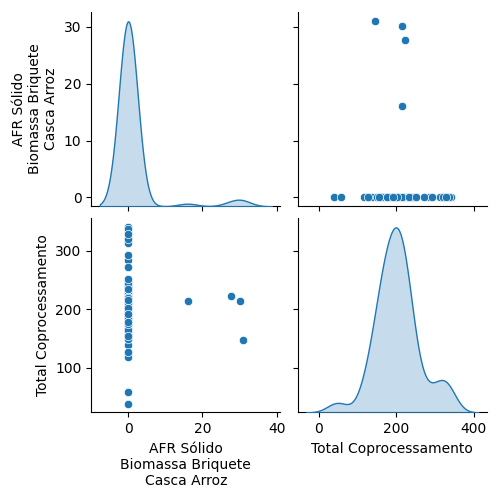 30
20
10
0
AFR Sólido
Biomassa Briquete
Casca Arroz
300
200
100
Total Coprocessamento
0
20
40
AFR Sólido
Biomassa Briquete
Casca Arroz
0
200
400
Total Coprocessamento